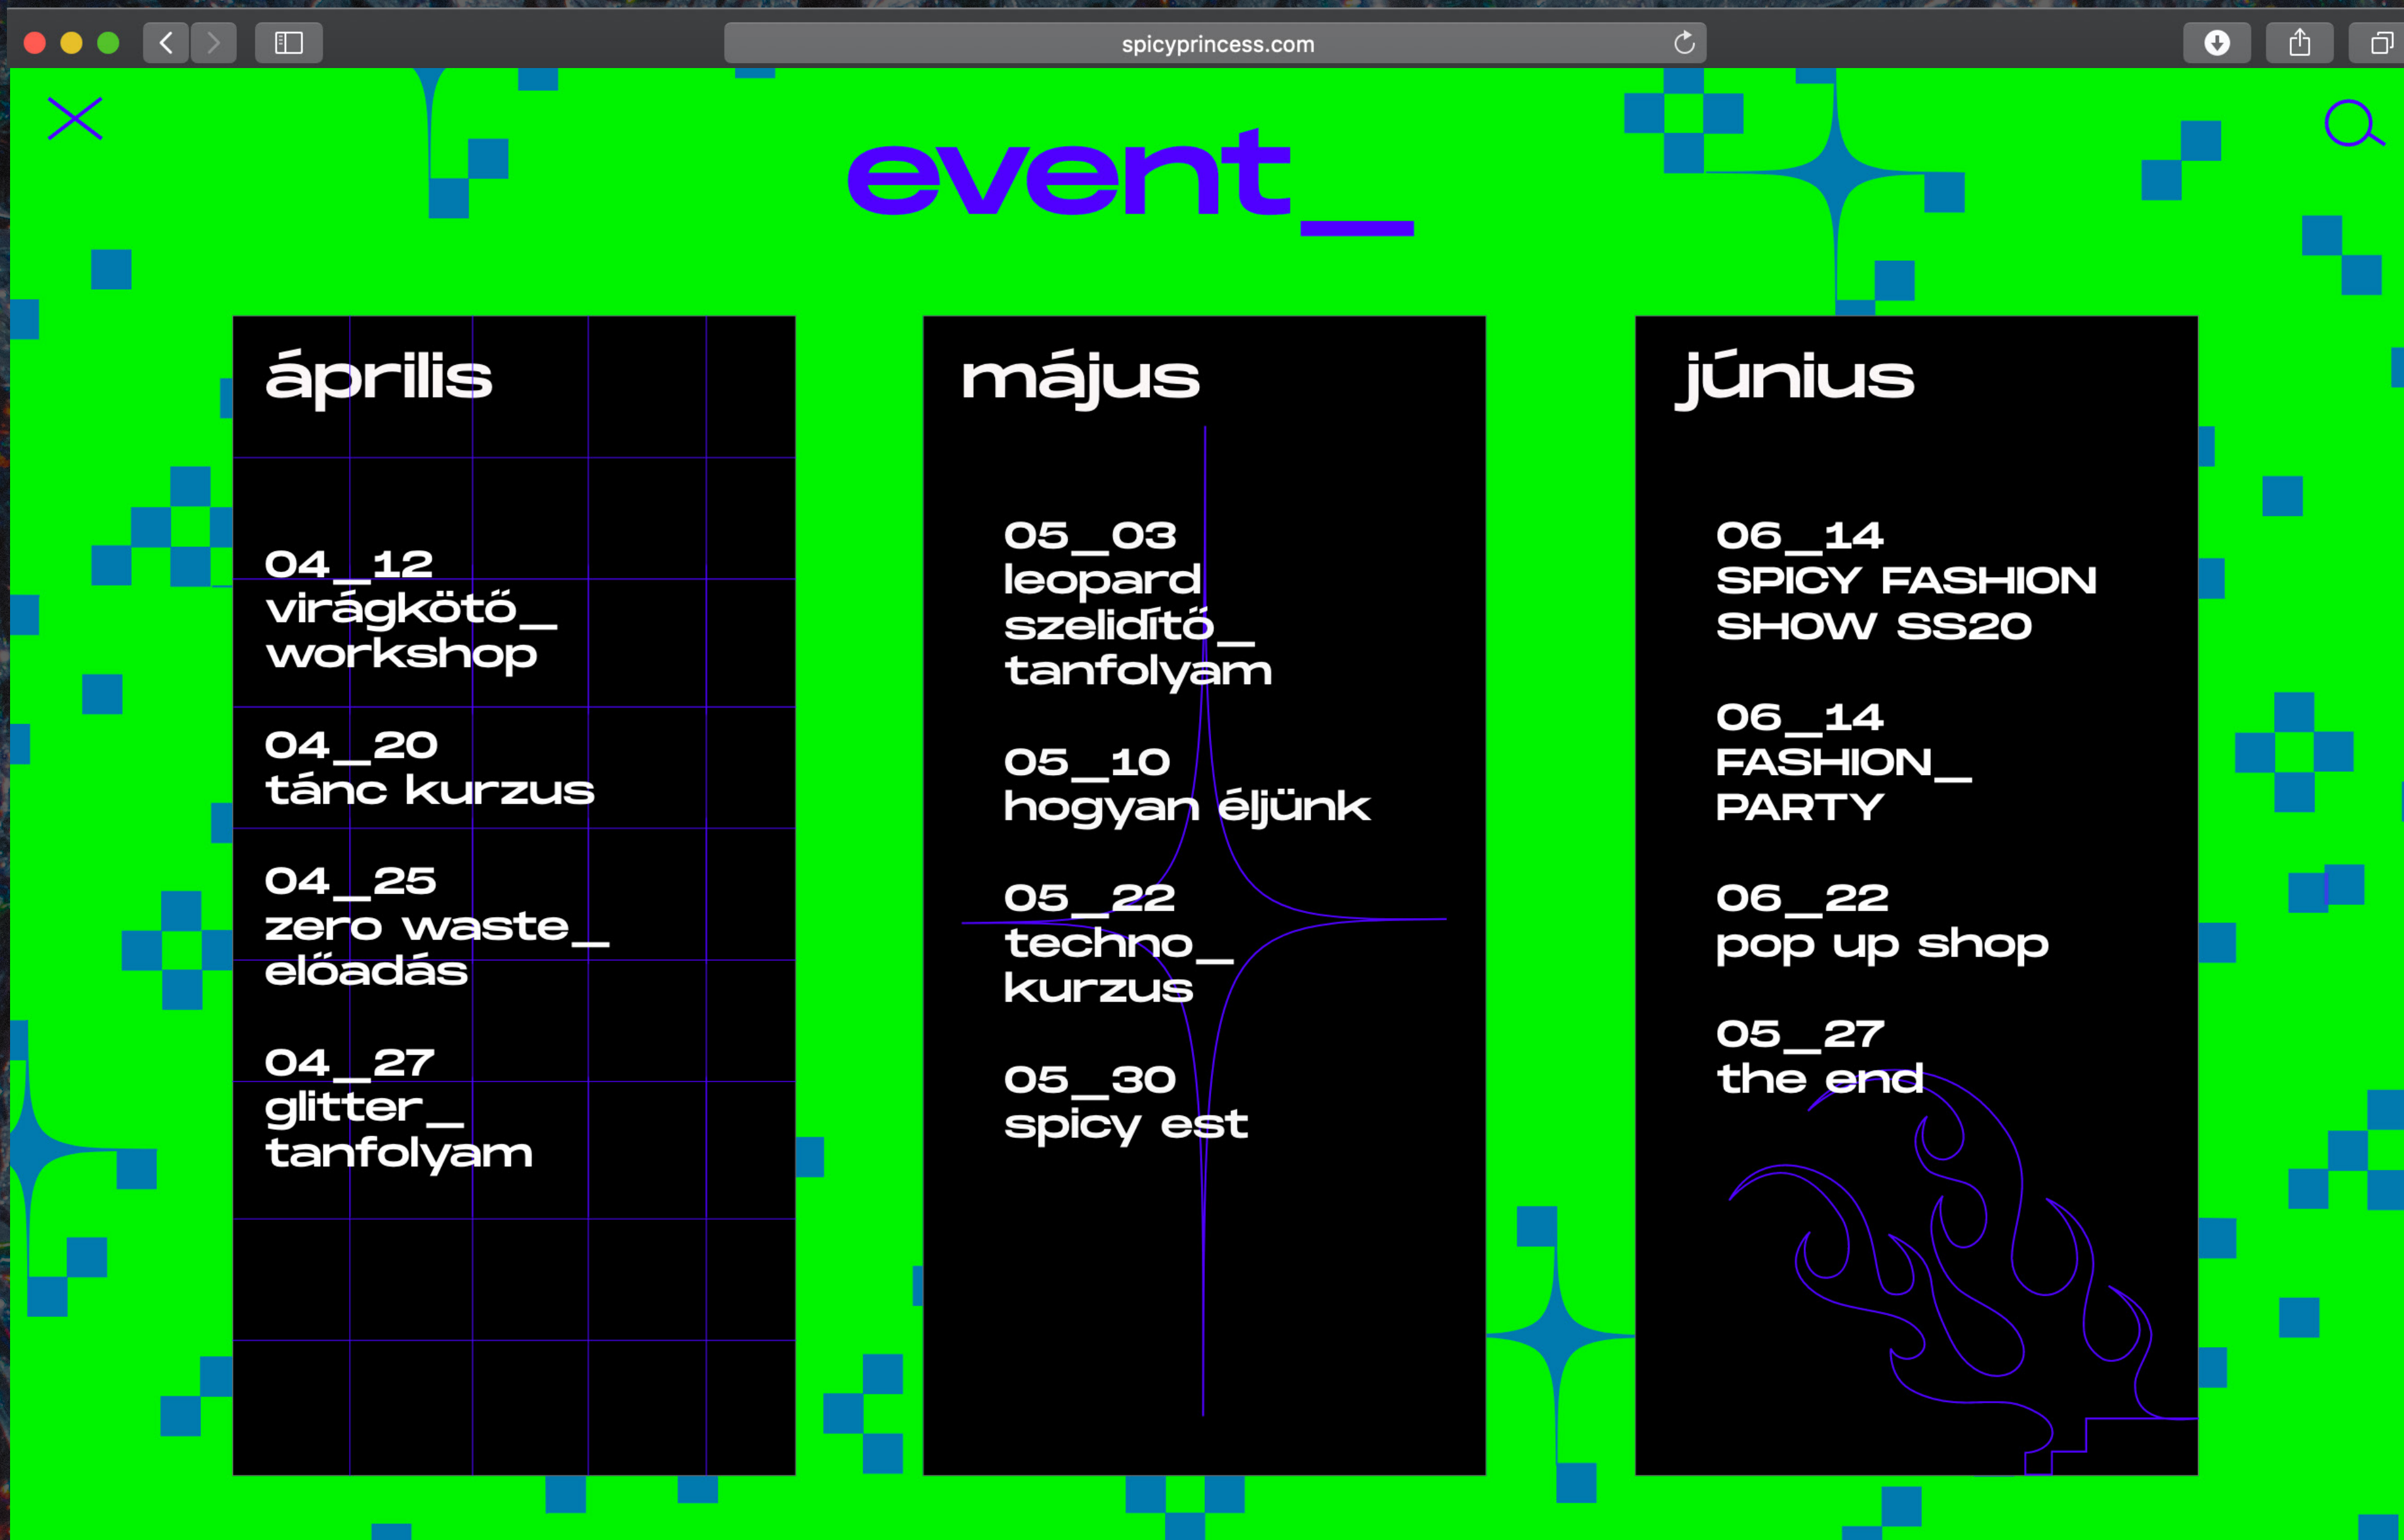 spicyprincess.com
event_
április
04_12
virágkötő_
workshop
04_20
tánc kurzus
04_25
zero waste_
előadás
04_27
glitter_
tanfolyam
május
05_03
leopard
szelidítő_
tanfolyam
05_10
hogyan éljünk
05_22
techno_
kurzus
05_30
spicy est
június
06_14
SPICY FASHION
SHOW SS20
06_14
FASHION_
PARTY
06_22
pop up shop
05_27
the end